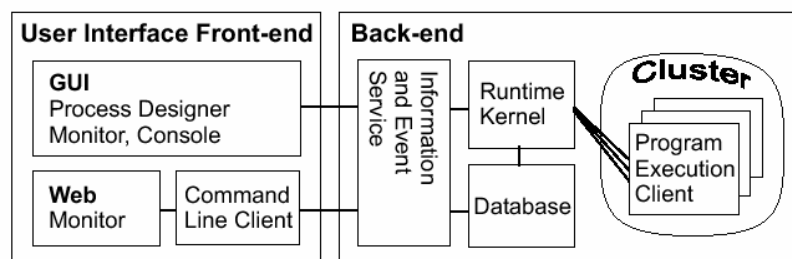 User Interface Front-end
GUI
Process Designer
Monitor, Console
Web
Monitor
Command
Line Client
Back-end
Information
and Event
Service
Runtime
Kernel
Database
Cluster
Program
Execution
Client